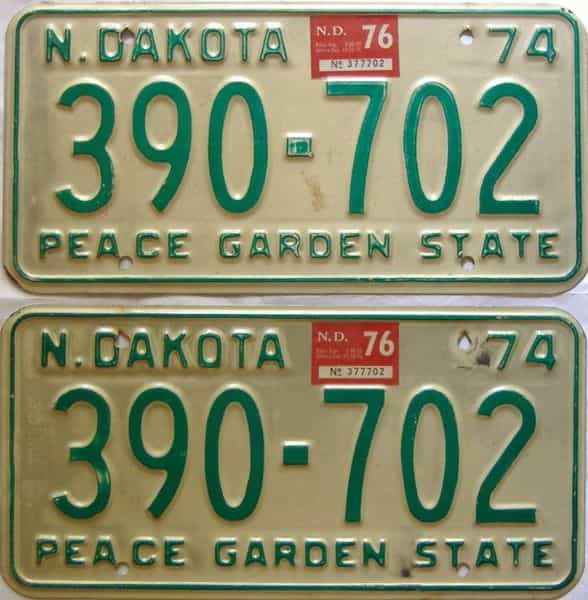 N. DAKOTA N.D. 76 74
No 377702
390-702
PEACE GARDEN STATE
N. DAKOTA N.D. 76 74
No 377702
390-702
PEACE GARDEN STATE